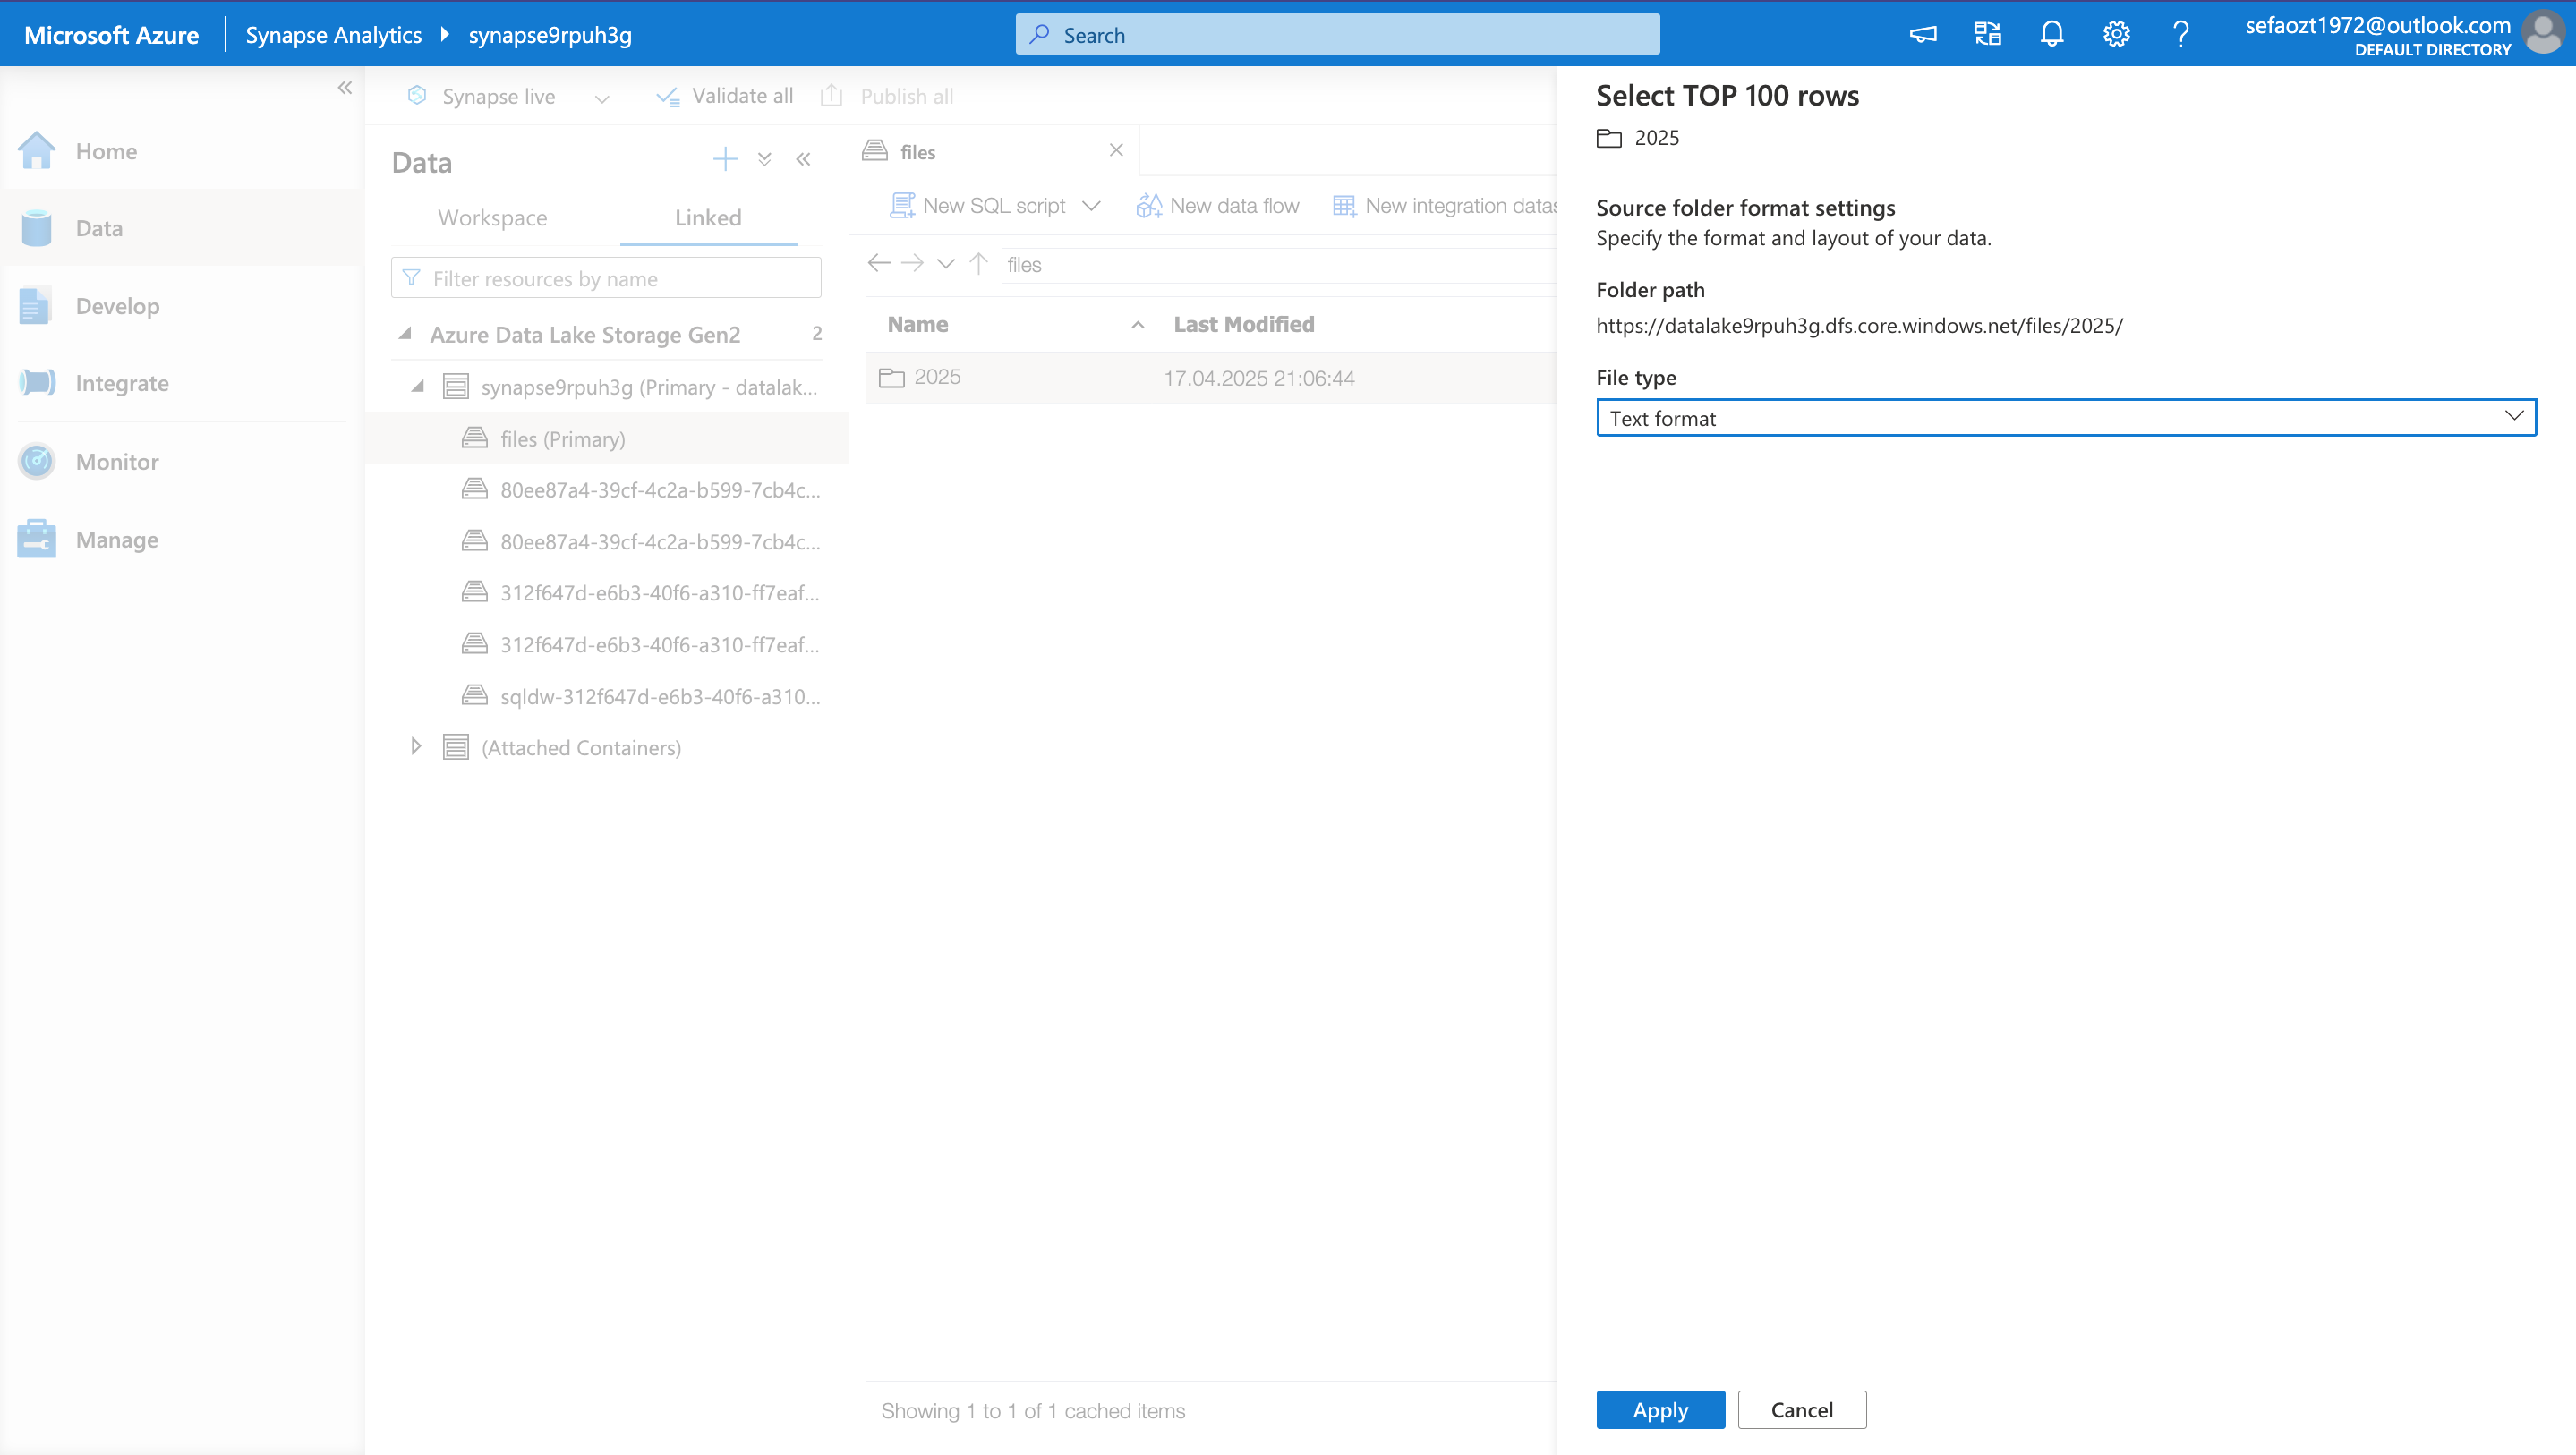 Microsoft Azure
Synapse Analytics
synapse9rpuh3g
Search
sefaozt1972@outlook.com
DEFAULT DIRECTORY
Home
Data
Develop
Integrate
Monitor
Manage
Synapse live
Validate all
Publish all
Data
Workspace
Linked
Filter resources by name
Azure Data Lake Storage Gen2 2
synapse9rpuh3g (Primary - datalak...
files (Primary)
80ee87a4-39cf-4c2a-b599-7cb4c...
80ee87a4-39cf-4c2a-b599-7cb4c...
312f647d-e6b3-40f6-a310-ff7eaf...
312f647d-e6b3-40f6-a310-ff7eaf...
sqldw-312f647d-e6b3-40f6-a310...
(Attached Containers)
files
New SQL script
New data flow
New integration datas
files
Name Last Modified
2025 17.04.2025 21:06:44
Showing 1 to 1 of 1 cached items
Select TOP 100 rows
2025
Source folder format settings
Specify the format and layout of your data.
Folder path
https://datalake9rpuh3g.dfs.core.windows.net/files/2025/
File type
Text format
Apply
Cancel